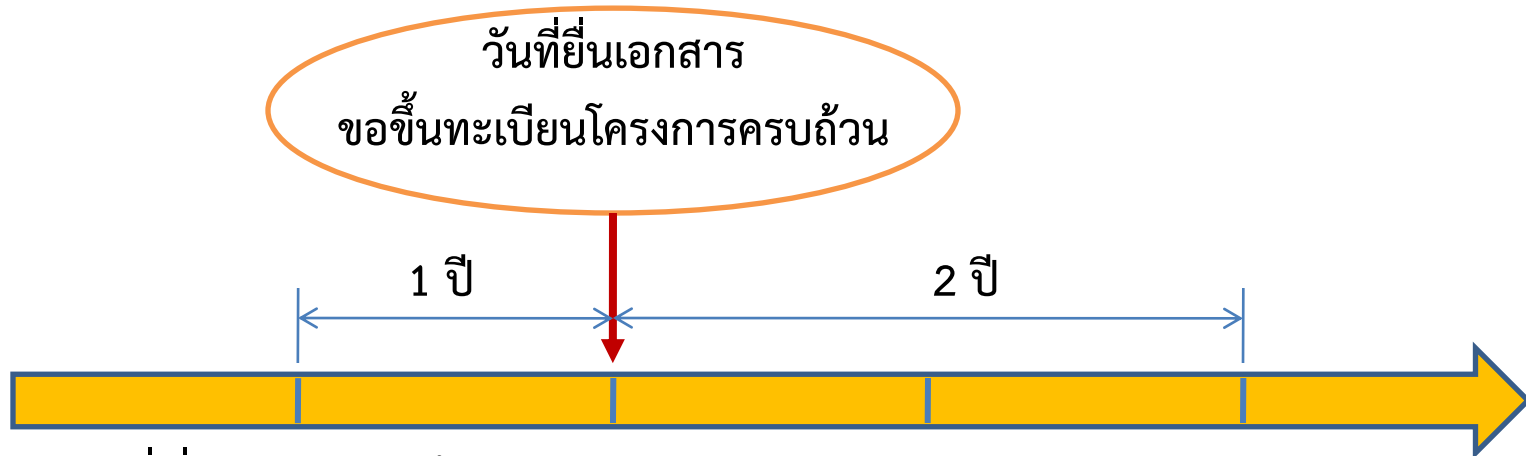 วันที่ยื่นเอกสาร
ขอขึ้นทะเบียนโครงการครบถ้วน
1 ปี
2 ปี